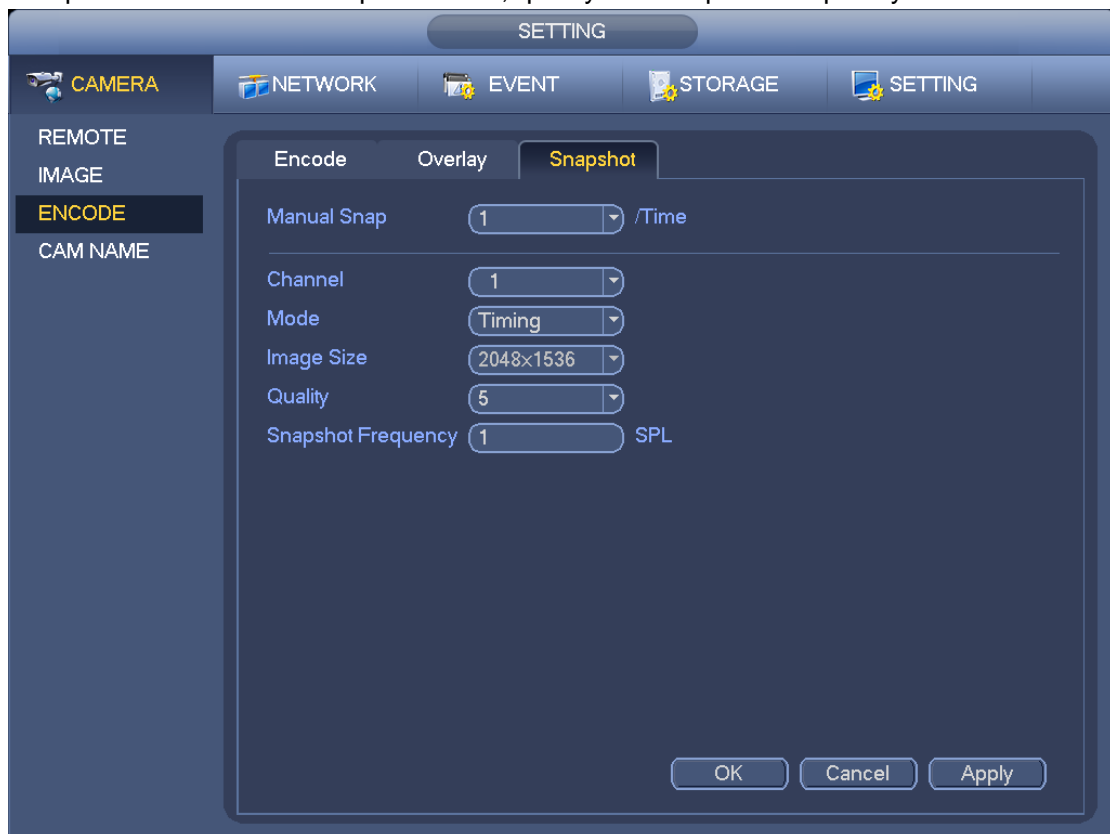 SETTING
CAMERA NETWORK EVENT STORAGE SETTING
REMOTE
IMAGE
ENCODE
CAM NAME
Encode Overlay Snapshot
Manual Snap 1 /Time
Channel 1
Mode Timing
Image Size 2048×1536
Quality 5
Snapshot Frequency 1 SPL
OK Cancel Apply